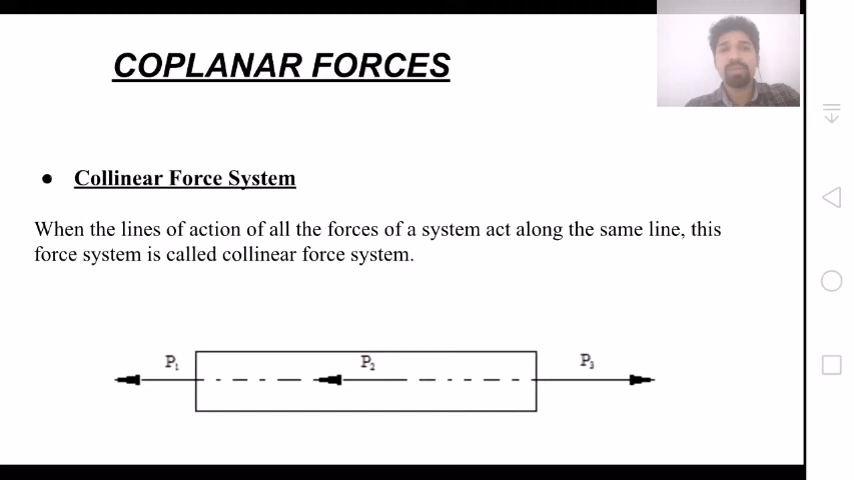 COPLANAR FORCES
● Collinear Force System
When the lines of action of all the forces of a system act along the same line, this
force system is called collinear force system.
P₁ P₂ P₃